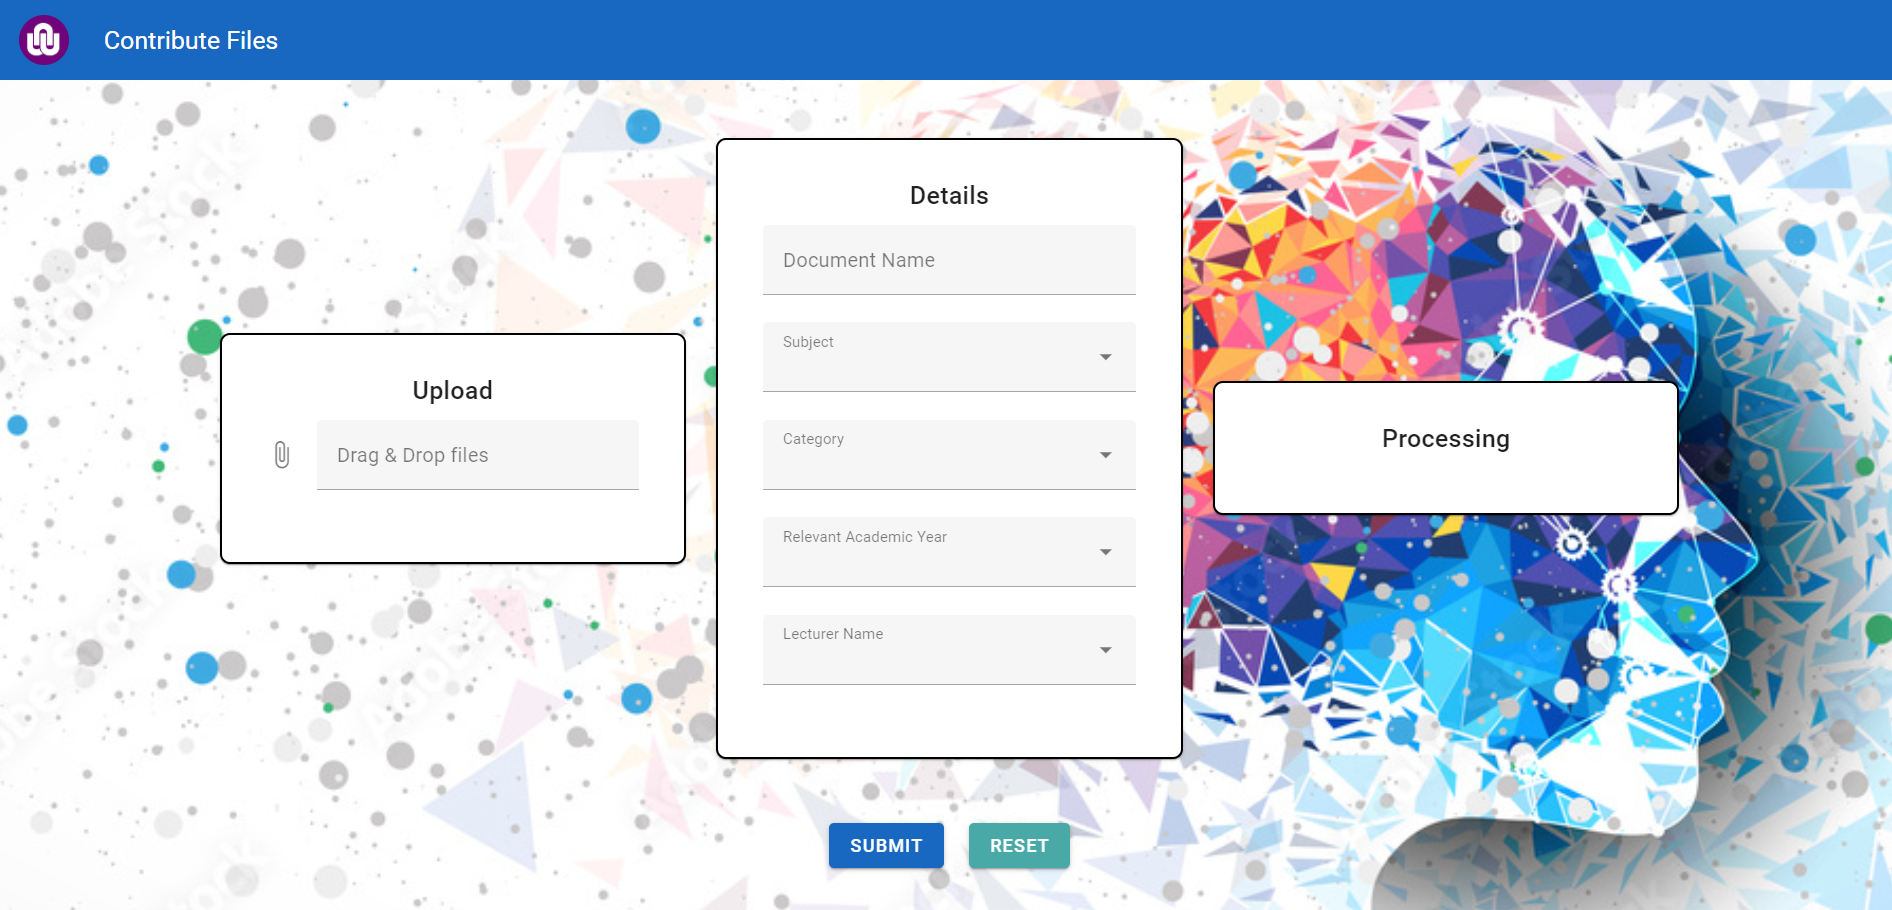 Contribute Files
Upload
Drag & Drop files
Details
Document Name
Subject
Category
Relevant Academic Year
Lecturer Name
Processing
SUBMIT
RESET